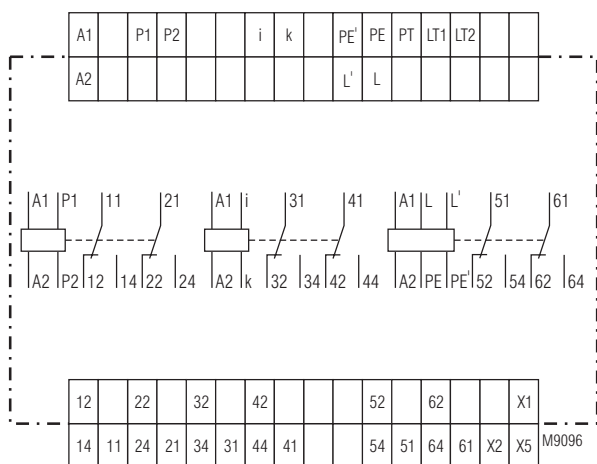 A1 P1 P2 i k PE' PE PT LT1 LT2
A2 L' L
A1 P1 11 21 A1 i 31 41 A1 L L' 51 61
A2 P2 12 14 22 24 A2 k 32 34 42 44 A2 PE PE' 52 54 62 64
12 22 32 42 52 62 X1
14 11 24 21 34 31 44 41 54 51 64 61 X2 X5 M9096